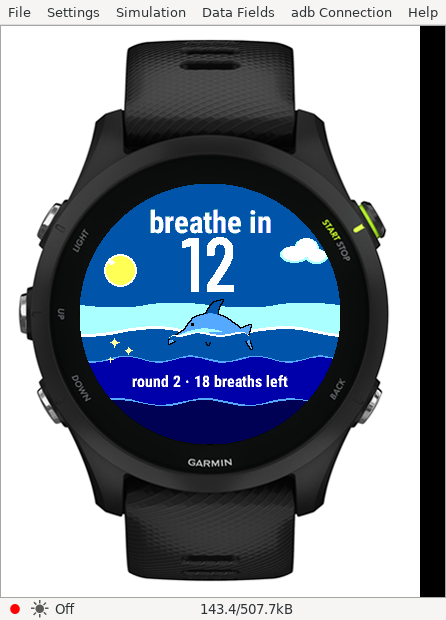 File Settings Simulation Data Fields adb Connection Help
breathe in
12
LIGHT
START STOP
UP
round 2 · 18 breaths left
DOWN
BACK
GARMIN
Off 143.4/507.7kB